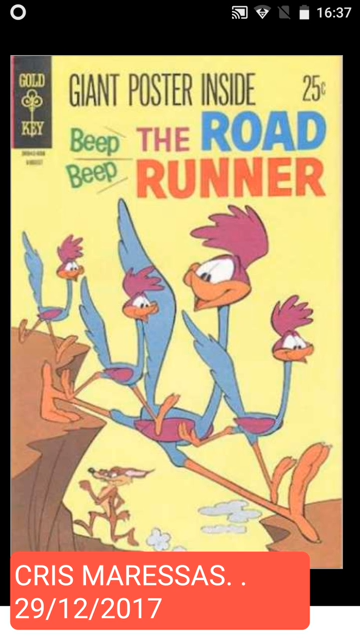 16:37
GOLD
KEY
GIANT POSTER INSIDE 25¢
Beep
Beep
THE ROAD
RUNNER
CRIS MARESSAS. .
29/12/2017